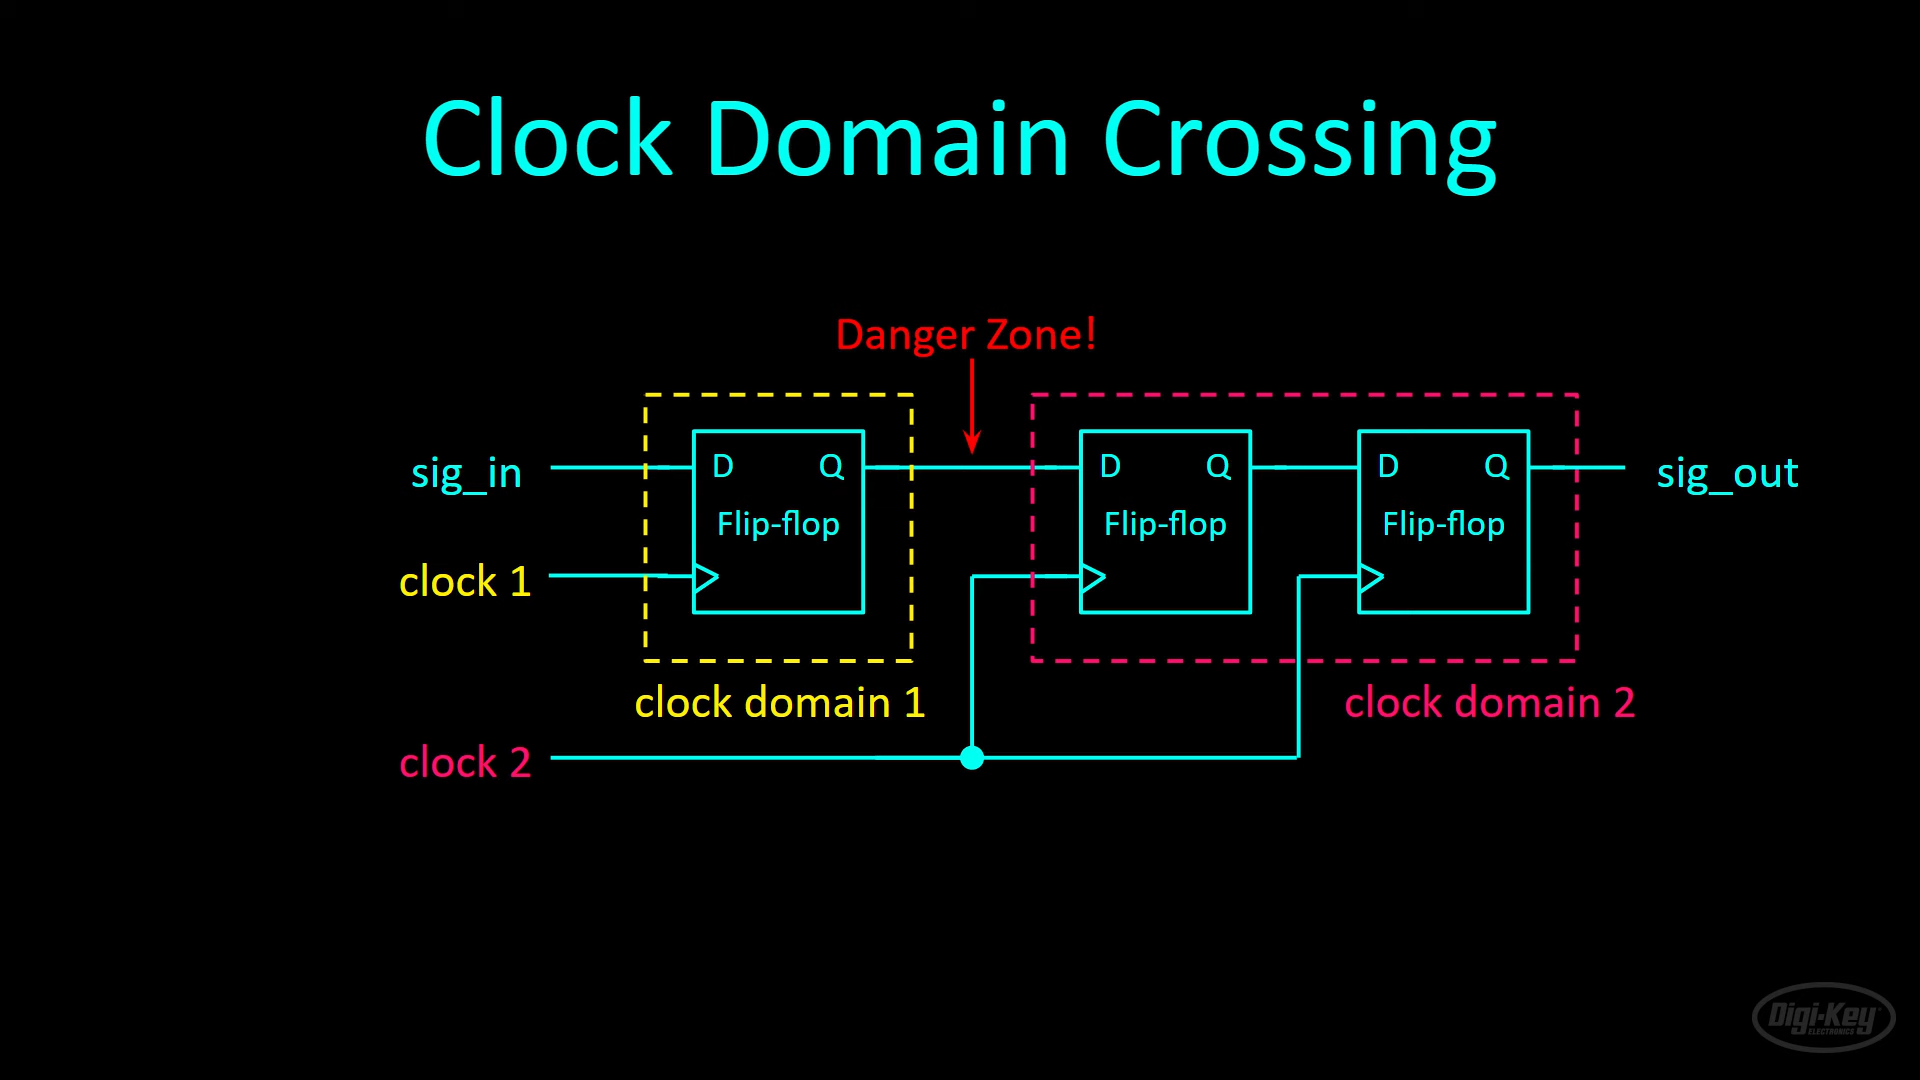 Clock Domain Crossing
Danger Zone!
sig_in
D Q
Flip-flop
D Q
Flip-flop
D Q
Flip-flop
sig_out
clock 1
clock domain 1
clock domain 2
clock 2
Digi-Key
ELECTRONICS